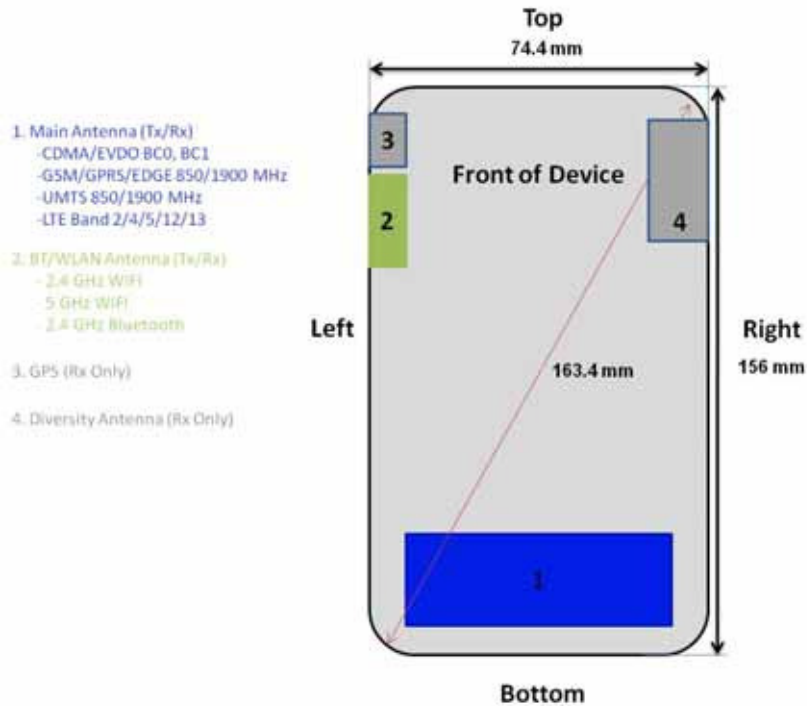 Top
74.4 mm
1. Main Antenna (Tx/Rx)
-CDMA/EVDO BC0, BC1
-GSM/GPRS/EDGE 850/1900 MHz
-UMTS 850/1900 MHz
-LTE Band 2/4/5/12/13
2. BT/WLAN Antenna (Tx/Rx)
- 2.4 GHz WIFI
- 5 GHz WIFI
- 2.4 GHz Bluetooth
3. GPS (Rx Only)
4. Diversity Antenna (Rx Only)
3
Front of Device
2
4
Left
Right
163.4 mm
156 mm
1
Bottom